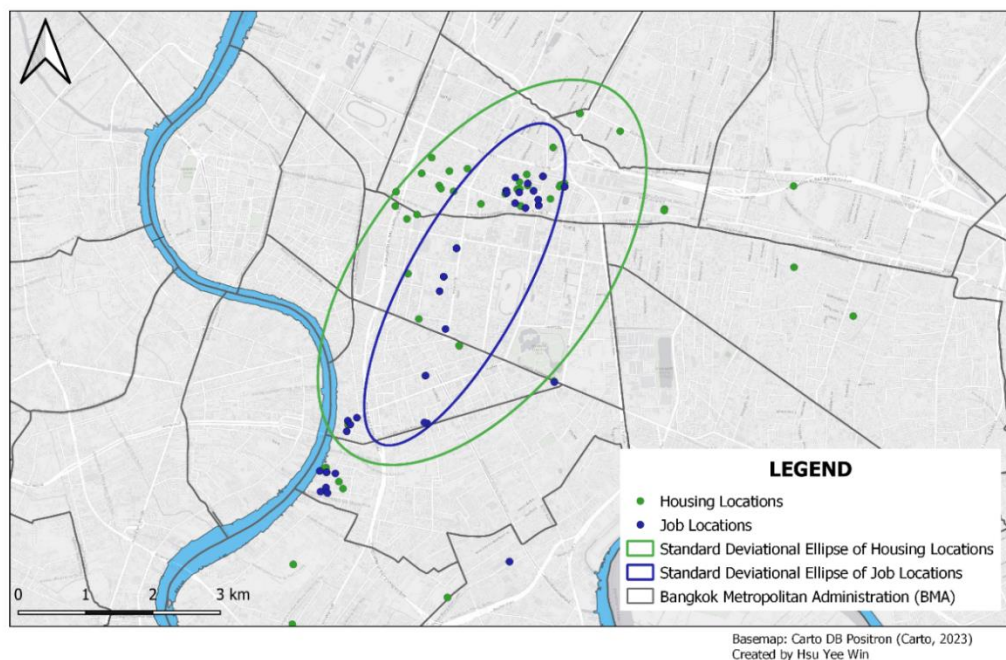 LEGEND
Housing Locations
Job Locations
Standard Deviational Ellipse of Housing Locations
Standard Deviational Ellipse of Job Locations
Bangkok Metropolitan Administration (BMA)
0 1 2 3 km
Basemap: Carto DB Positron (Carto, 2023)
Created by Hsu Yee Win